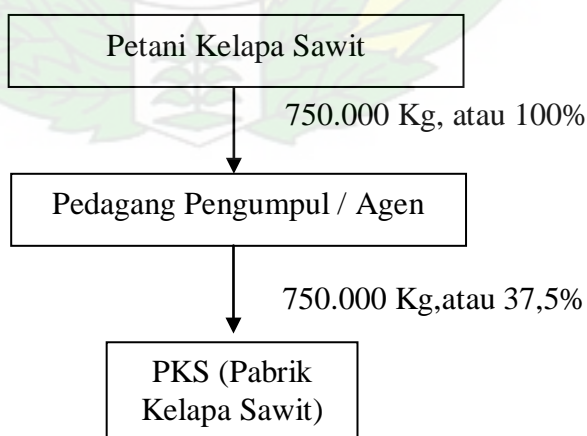 Petani Kelapa Sawit
750.000 Kg, atau 100%
Pedagang Pengumpul / Agen
750.000 Kg,atau 37,5%
PKS (Pabrik
Kelapa Sawit)